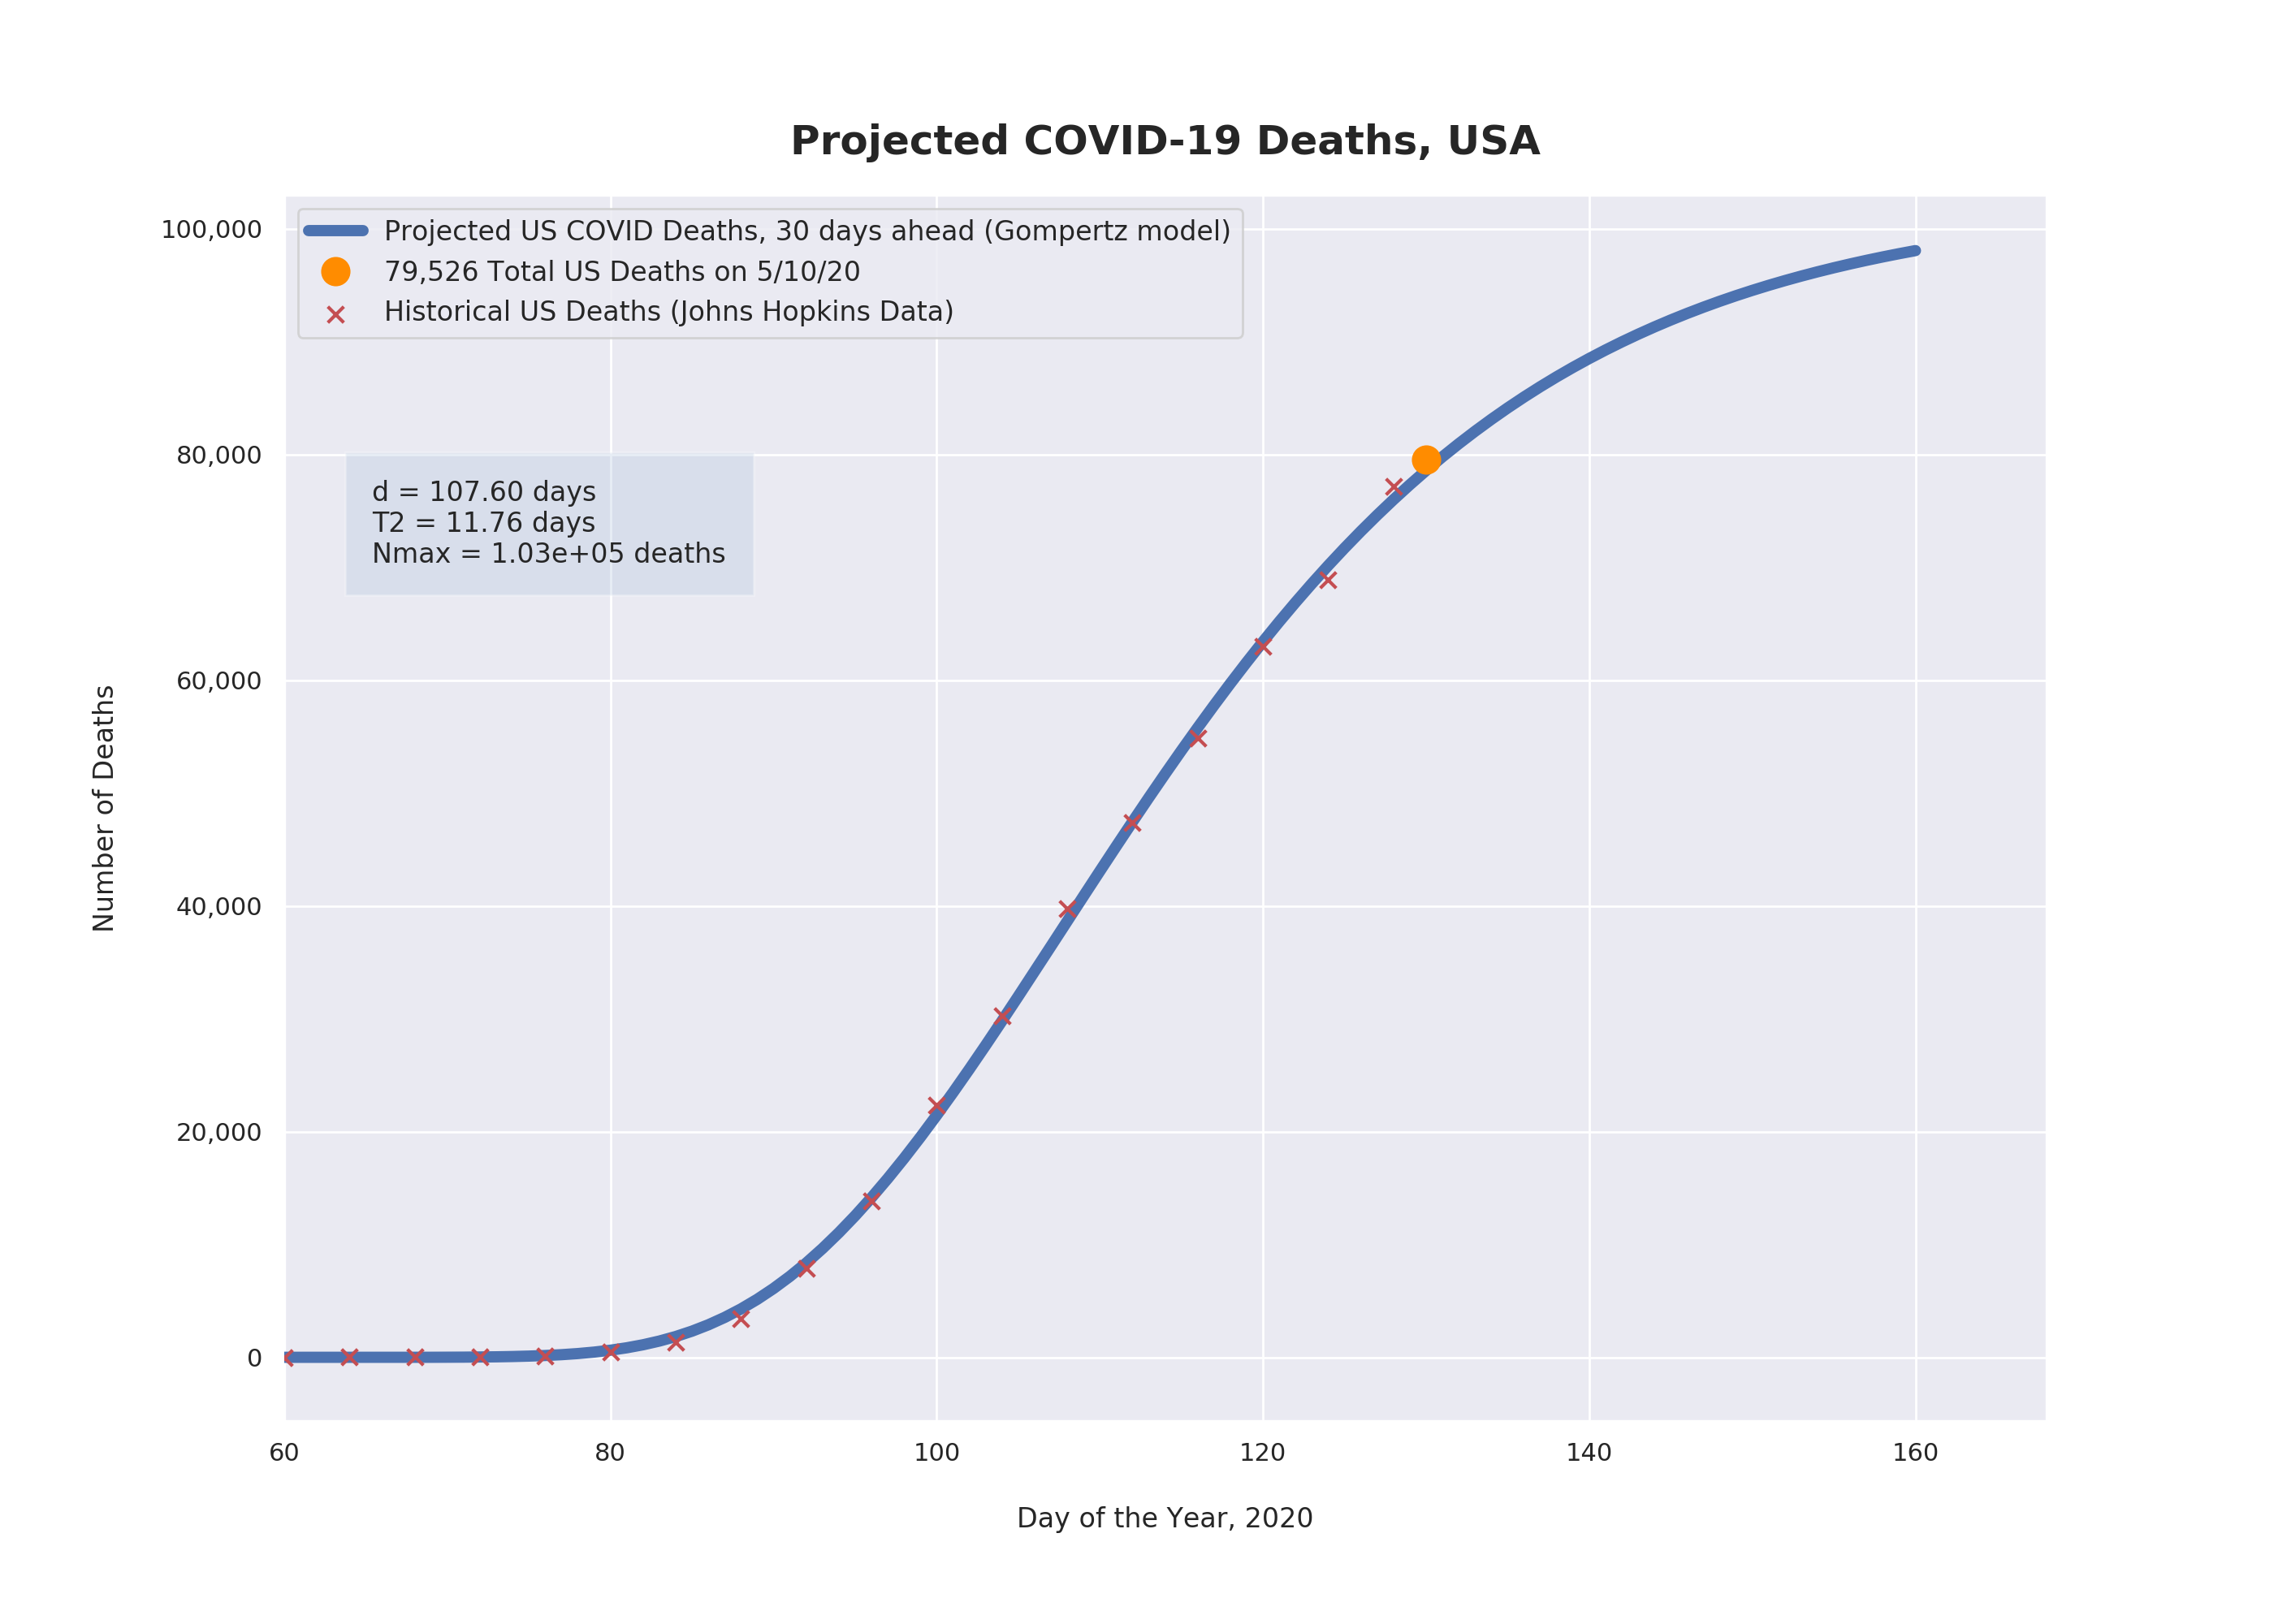 Projected COVID-19 Deaths, USA
Projected US COVID Deaths, 30 days ahead (Gompertz model)
79,526 Total US Deaths on 5/10/20
Historical US Deaths (Johns Hopkins Data)
d = 107.60 days
T2 = 11.76 days
Nmax = 1.03e+05 deaths
Number of Deaths
100,000
80,000
60,000
40,000
20,000
0
60 80 100 120 140 160
Day of the Year, 2020